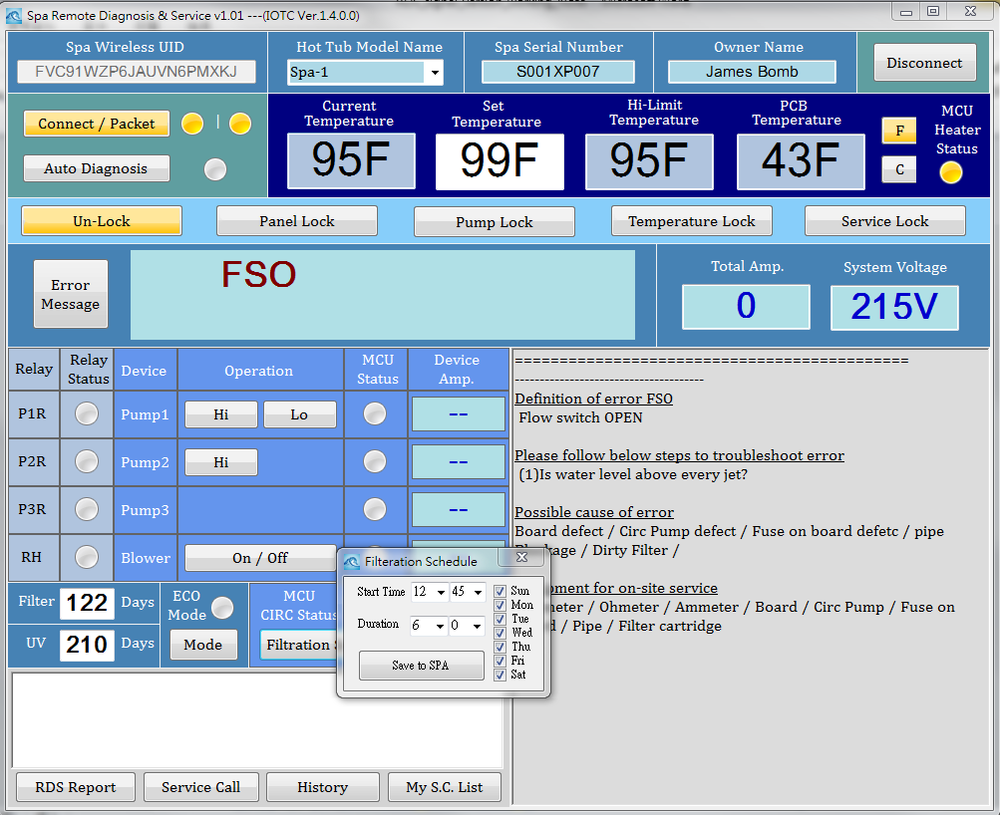 Spa Remote Diagnosis & Service v1.01 ---(IOTC Ver.1.4.0.0)
Spa Wireless UID
FVC91WZP6JAUVN6PMXKJ
Hot Tub Model Name
Spa-1
Spa Serial Number
S001XP007
Owner Name
James Bomb
Disconnect
Connect / Packet
|
Auto Diagnosis
Current
Temperature
95F
Set
Temperature
99F
Hi-Limit
Temperature
95F
PCB
Temperature
43F
F
C
MCU
Heater
Status
Un-Lock
Panel Lock
Pump Lock
Temperature Lock
Service Lock
Error
Message
FSO
Total Amp.
0
System Voltage
215V
Relay
Relay
Status
Device
Operation
MCU
Status
Device
Amp.
P1R
Pump1
Hi
Lo
--
P2R
Pump2
Hi
--
P3R
Pump3
--
RH
Blower
On / Off
Filter
122
Days
UV
210
Days
ECO
Mode
Mode
MCU
CIRC Status
Filtration
===========================================
--------------------------------------
Definition of error FSO
Flow switch OPEN
Please follow below steps to troubleshoot error
(1)Is water level above every jet?
Possible cause of error
Board defect / Circ Pump defect / Fuse on board defetc / pipe
Blockage / Dirty Filter /
pment for on-site service
meter / Ohmeter / Ammeter / Board / Circ Pump / Fuse on
/ Pipe / Filter cartridge
Filteration Schedule
Start Time
12
45
Duration
6
0
Save to SPA
Sun
Mon
Tue
Wed
Thu
Fri
Sat
RDS Report
Service Call
History
My S.C. List